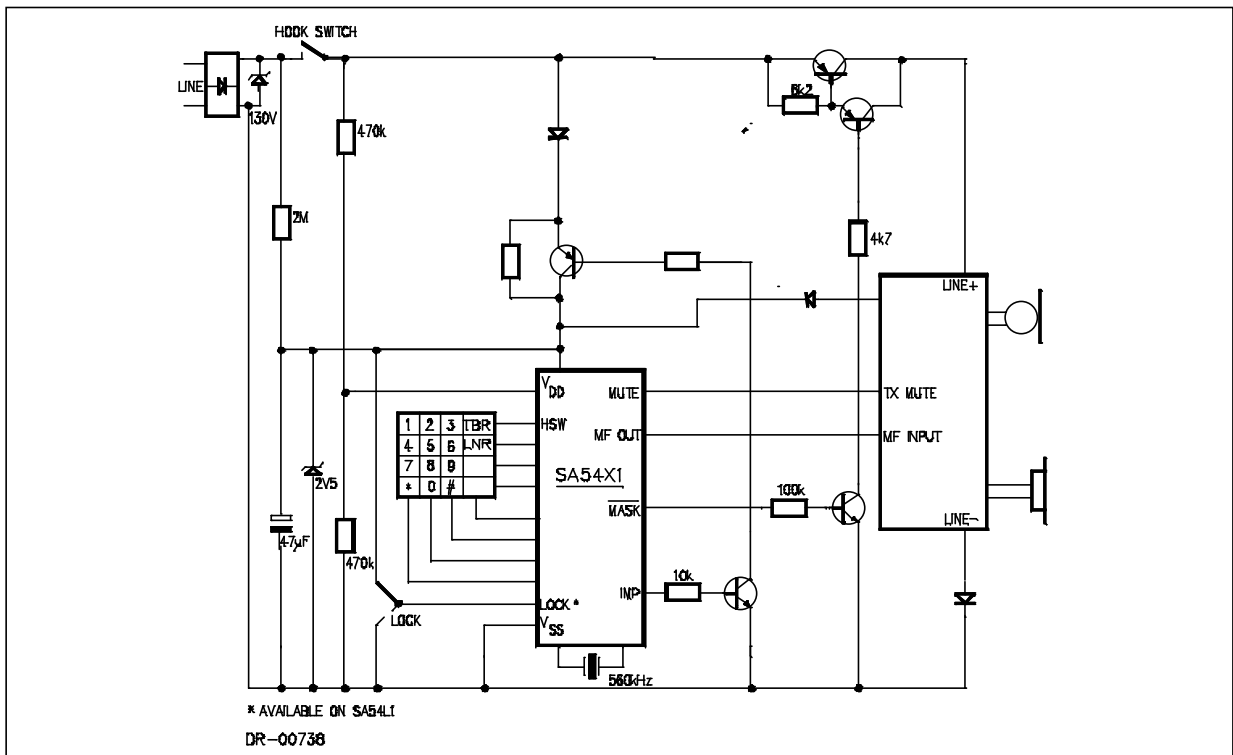 HOOK SWITCH
LINE
130V
470k
6k2
2M
4k7
LINE+
VDD
MUTE
TX MUTE
1 2 3 TBR
HSW
4 5 6 LNR
MF OUT
MF INPUT
7 8 9
SA54X1
* 0 #
2V5
100k
MASK
LINE-
47µF
470k
10k
INP
LOCK *
LOCK
VSS
560kHz
* AVAILABLE ON SA54L1
DR-00738